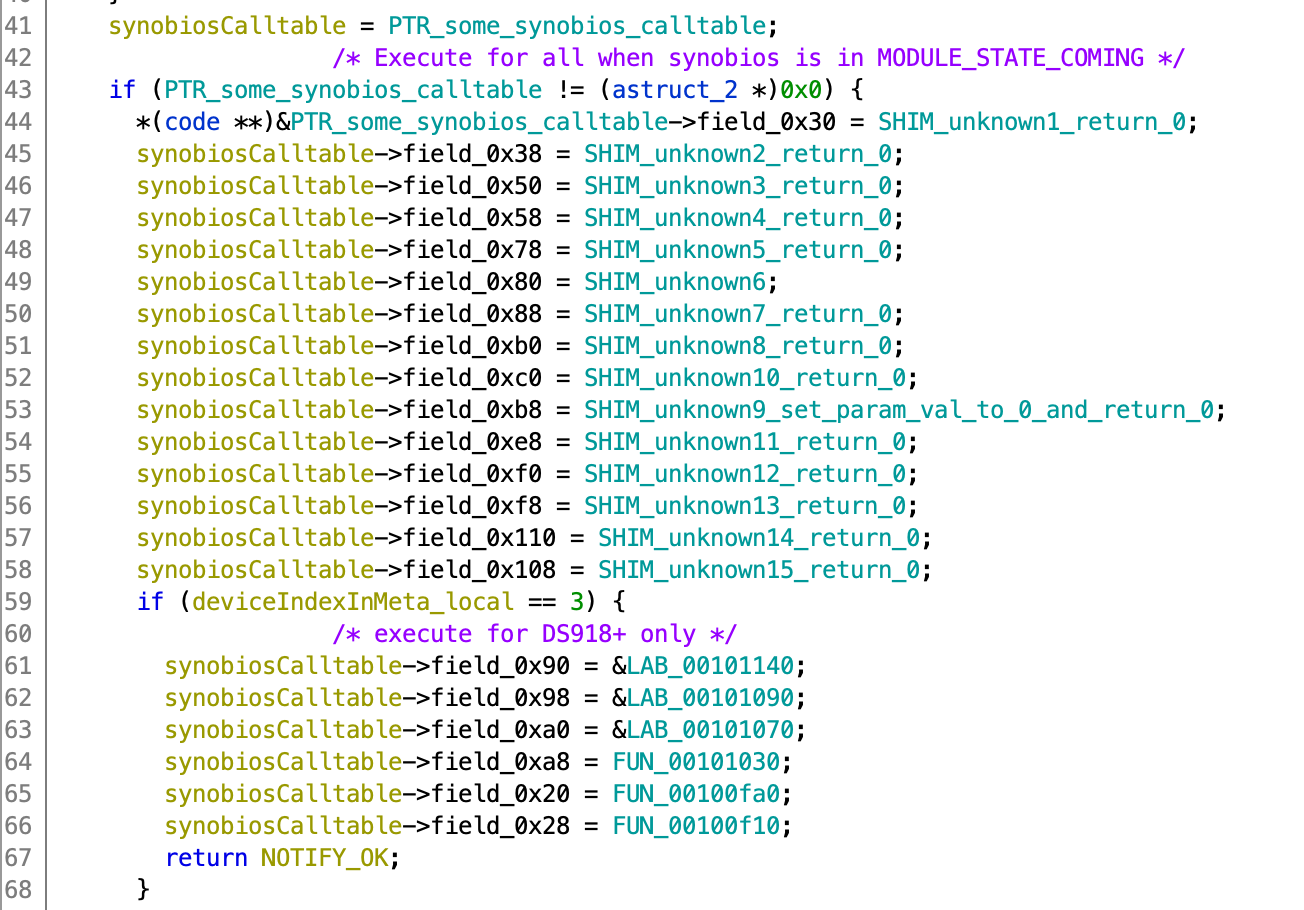 41 synobiosCalltable = PTR_some_synobios_calltable;
42 /* Execute for all when synobios is in MODULE_STATE_COMING */
43 if (PTR_some_synobios_calltable != (astruct_2 *)0x0) {
44 *(code **)&PTR_some_synobios_calltable->field_0x30 = SHIM_unknown1_return_0;
45 synobiosCalltable->field_0x38 = SHIM_unknown2_return_0;
46 synobiosCalltable->field_0x50 = SHIM_unknown3_return_0;
47 synobiosCalltable->field_0x58 = SHIM_unknown4_return_0;
48 synobiosCalltable->field_0x78 = SHIM_unknown5_return_0;
49 synobiosCalltable->field_0x80 = SHIM_unknown6;
50 synobiosCalltable->field_0x88 = SHIM_unknown7_return_0;
51 synobiosCalltable->field_0xb0 = SHIM_unknown8_return_0;
52 synobiosCalltable->field_0xc0 = SHIM_unknown10_return_0;
53 synobiosCalltable->field_0xb8 = SHIM_unknown9_set_param_val_to_0_and_return_0;
54 synobiosCalltable->field_0xe8 = SHIM_unknown11_return_0;
55 synobiosCalltable->field_0xf0 = SHIM_unknown12_return_0;
56 synobiosCalltable->field_0xf8 = SHIM_unknown13_return_0;
57 synobiosCalltable->field_0x110 = SHIM_unknown14_return_0;
58 synobiosCalltable->field_0x108 = SHIM_unknown15_return_0;
59 if (deviceIndexInMeta_local == 3) {
60 /* execute for DS918+ only */
61 synobiosCalltable->field_0x90 = &LAB_00101140;
62 synobiosCalltable->field_0x98 = &LAB_00101090;
63 synobiosCalltable->field_0xa0 = &LAB_00101070;
64 synobiosCalltable->field_0xa8 = FUN_00101030;
65 synobiosCalltable->field_0x20 = FUN_00100fa0;
66 synobiosCalltable->field_0x28 = FUN_00100f10;
67 return NOTIFY_OK;
68 }